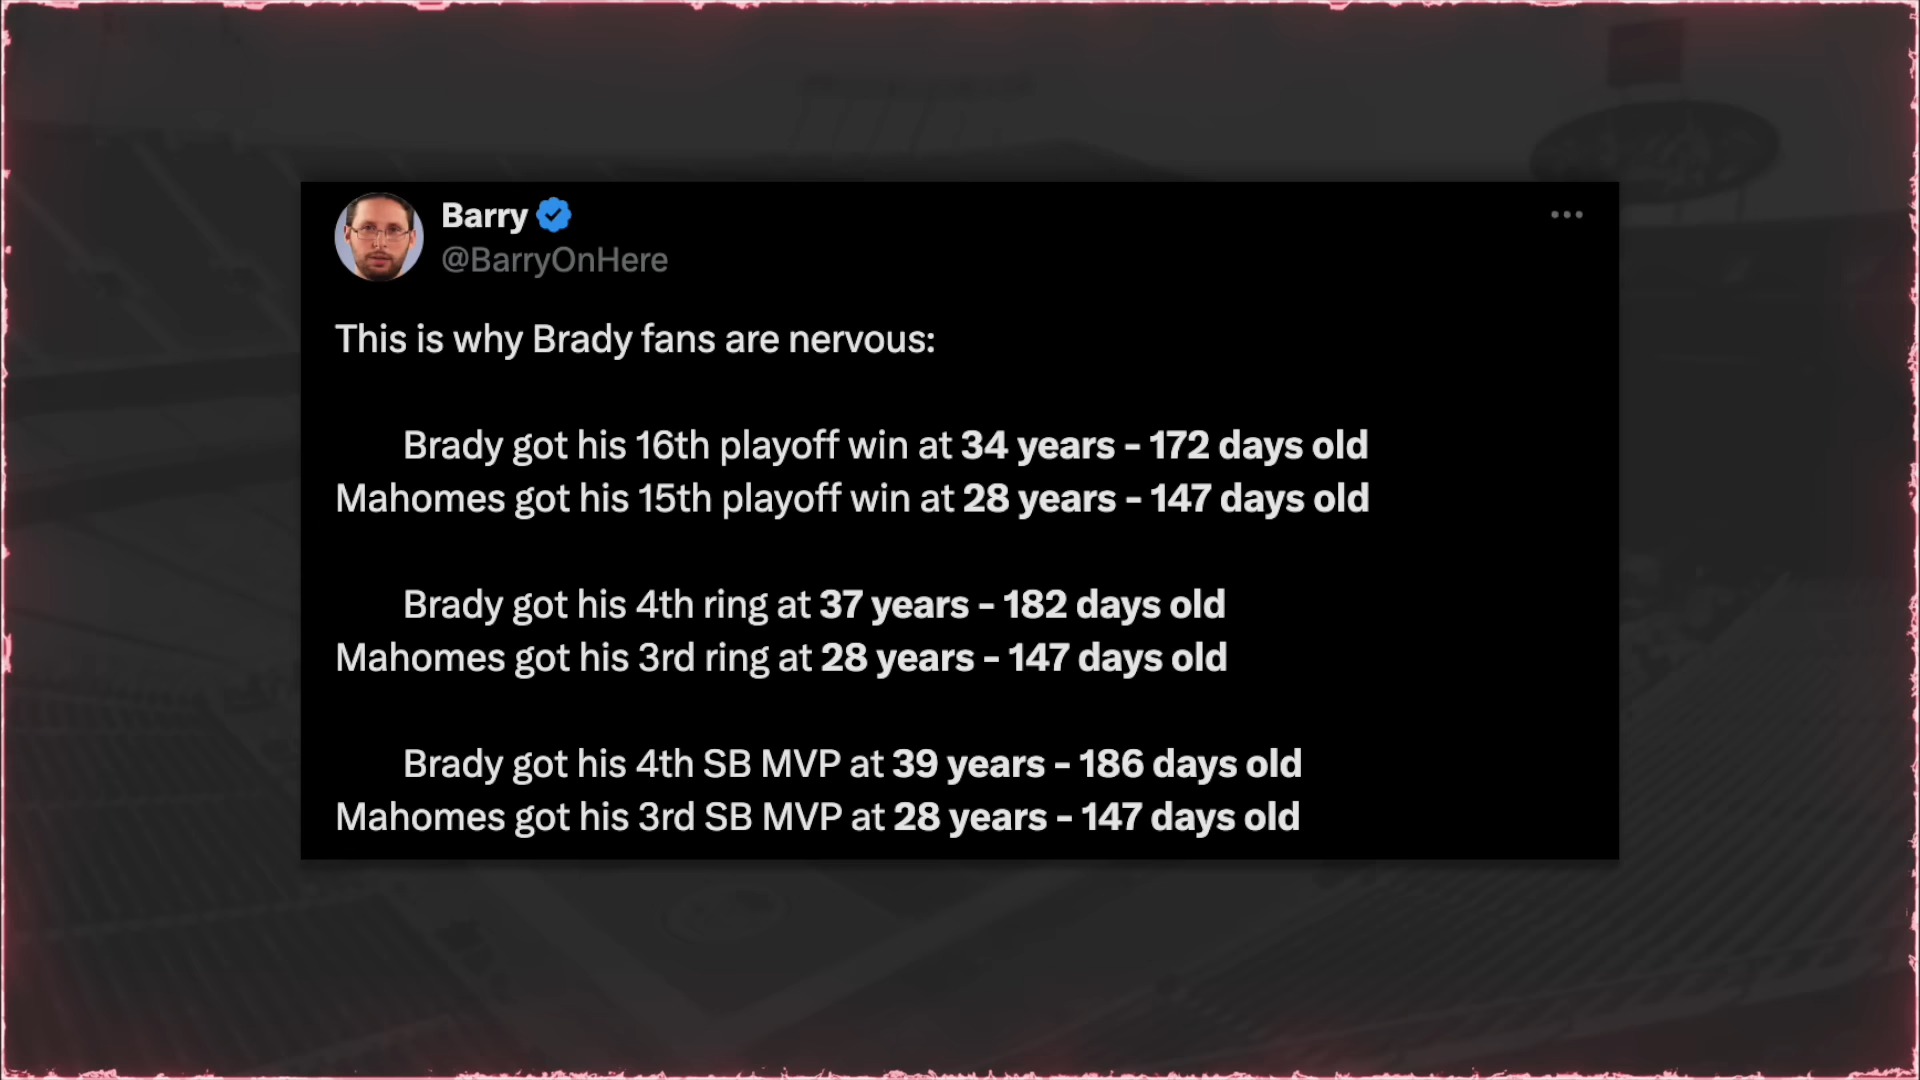 Barry
@BarryOnHere
This is why Brady fans are nervous:
Brady got his 16th playoff win at 34 years - 172 days old
Mahomes got his 15th playoff win at 28 years - 147 days old
Brady got his 4th ring at 37 years - 182 days old
Mahomes got his 3rd ring at 28 years - 147 days old
Brady got his 4th SB MVP at 39 years - 186 days old
Mahomes got his 3rd SB MVP at 28 years - 147 days old